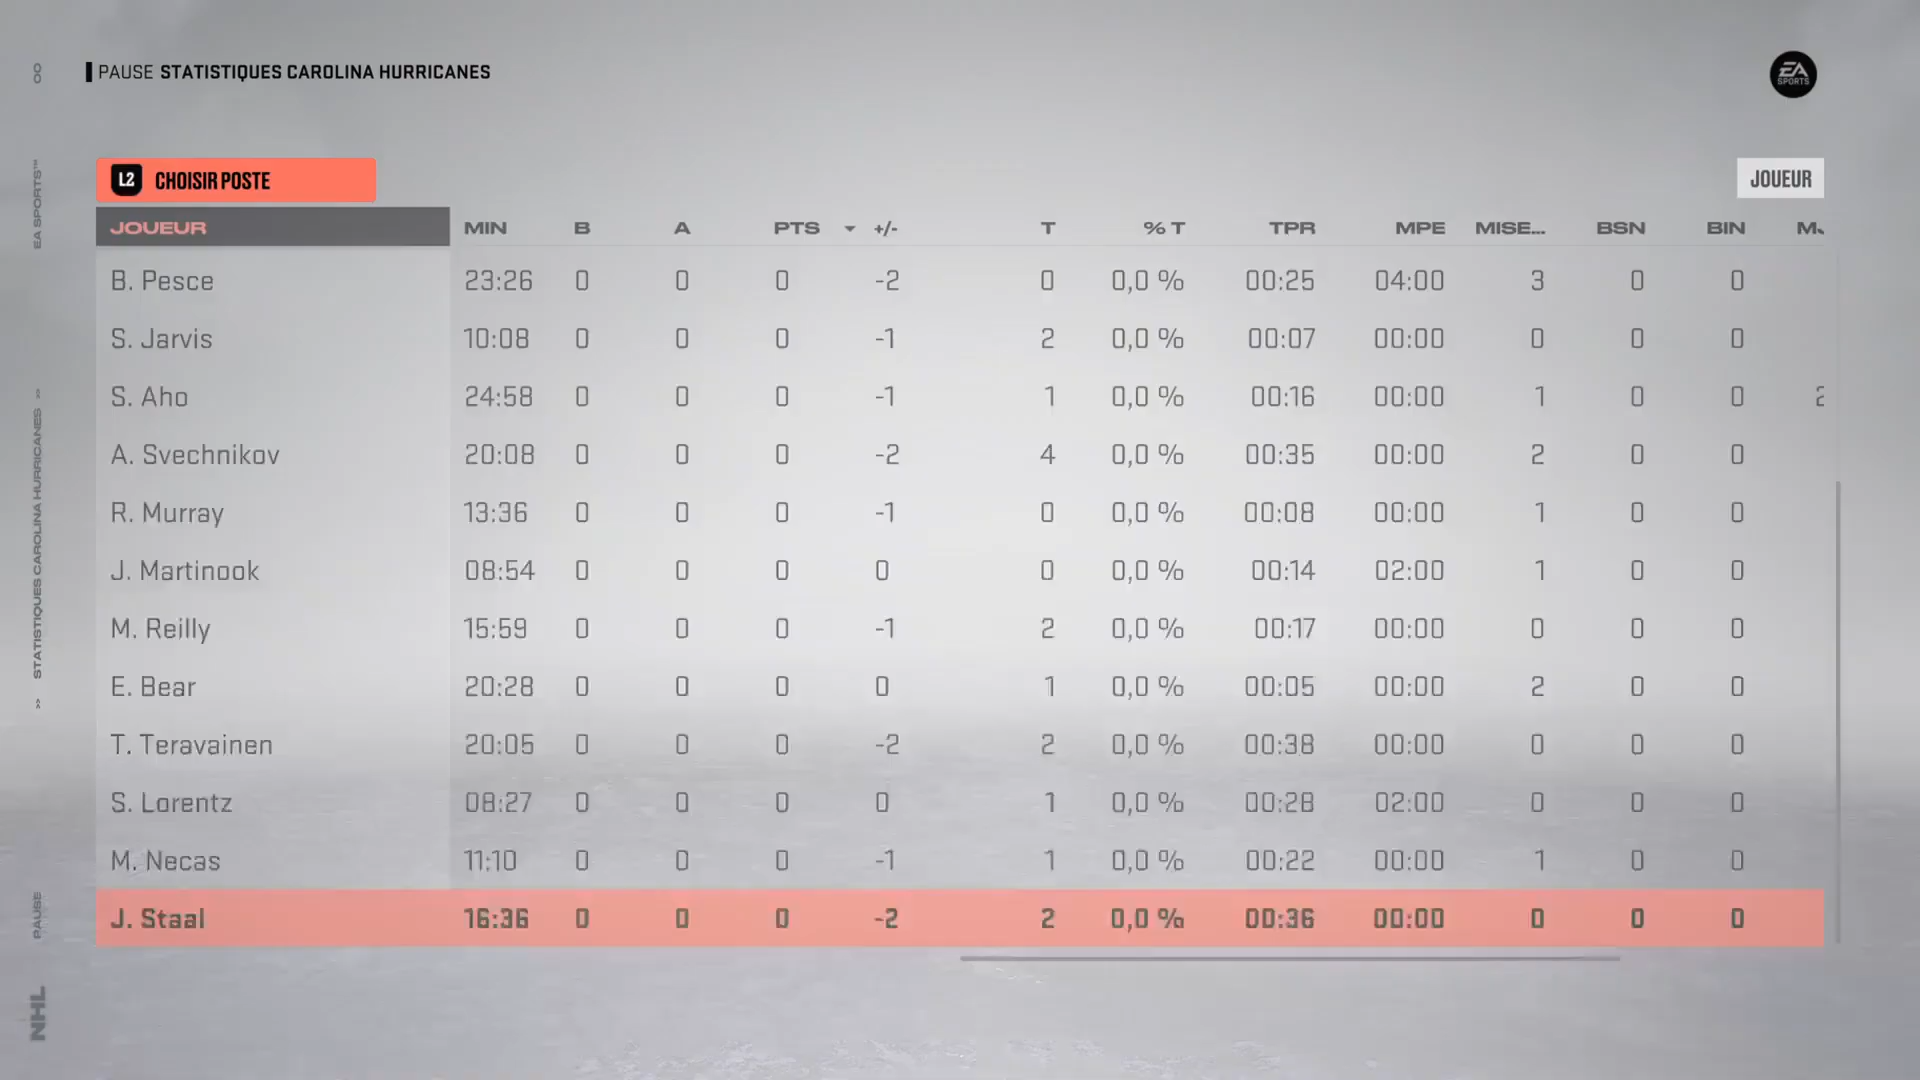 PAUSE STATISTIQUES CAROLINA HURRICANES
EA SPORTS
L2 CHOISIR POSTE
JOUEUR
JOUEUR MIN B A PTS +/- T % T TPR MPE MISE... BSN BIN
B. Pesce 23:26 0 0 0 -2 0 0,0 % 00:25 04:00 3 0 0
S. Jarvis 10:08 0 0 0 -1 2 0,0 % 00:07 00:00 0 0 0
S. Aho 24:58 0 0 0 -1 1 0,0 % 00:16 00:00 1 0 0 2
A. Svechnikov 20:08 0 0 0 -2 4 0,0 % 00:35 00:00 2 0 0
R. Murray 13:36 0 0 0 -1 0 0,0 % 00:08 00:00 1 0 0
J. Martinook 08:54 0 0 0 0 0 0,0 % 00:14 02:00 1 0 0
M. Reilly 15:59 0 0 0 -1 2 0,0 % 00:17 00:00 0 0 0
E. Bear 20:28 0 0 0 0 1 0,0 % 00:05 00:00 2 0 0
T. Teravainen 20:05 0 0 0 -2 2 0,0 % 00:38 00:00 0 0 0
S. Lorentz 08:27 0 0 0 0 1 0,0 % 00:28 02:00 0 0 0
M. Necas 11:10 0 0 0 -1 1 0,0 % 00:22 00:00 1 0 0
J. Staal 16:36 0 0 0 -2 2 0,0 % 00:36 00:00 0 0 0
NHL
PAUSE
>> STATISTIQUES CAROLINA HURRICANES >>
EA SPORTS™